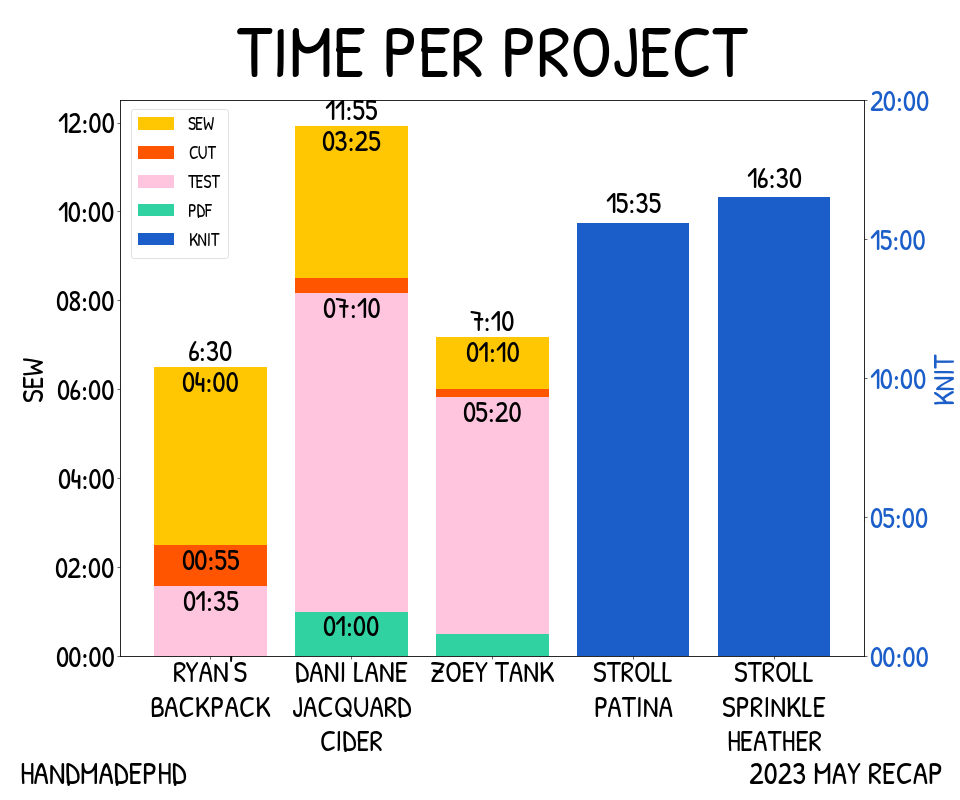 TIME PER PROJECT
SEW
CUT
TEST
PDF
KNIT
12:00
10:00
08:00
06:00
04:00
02:00
00:00
SEW
6:30
04:00
00:55
01:35
11:55
03:25
07:10
01:00
7:10
01:10
05:20
15:35
16:30
20:00
15:00
10:00
05:00
00:00
KNIT
RYAN'S
BACKPACK
DANI LANE
JACQUARD
CIDER
ZOEY TANK
STROLL
PATINA
STROLL
SPRINKLE
HEATHER
HANDMADEPHD
2023 MAY RECAP